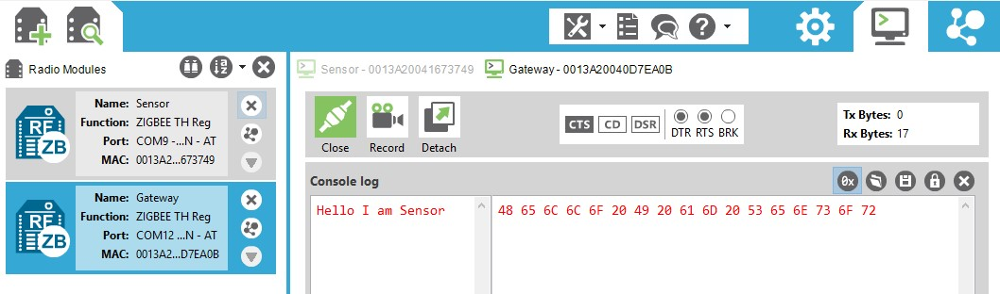 Radio Modules
Name: Sensor
Function: ZIGBEE TH Reg
Port: COM9 -...N - AT
MAC: 0013A2...673749
RF
ZB
Name: Gateway
Function: ZIGBEE TH Reg
Port: COM12 ...N - AT
MAC: 0013A2...D7EA0B
RF
ZB
Sensor - 0013A20041673749
Gateway - 0013A20040D7EA0B
Close
Record
Detach
CTS CD DSR
DTR RTS BRK
Tx Bytes: 0
Rx Bytes: 17
Console log
0x
Hello I am Sensor
48 65 6C 6C 6F 20 49 20 61 6D 20 53 65 6E 73 6F 72